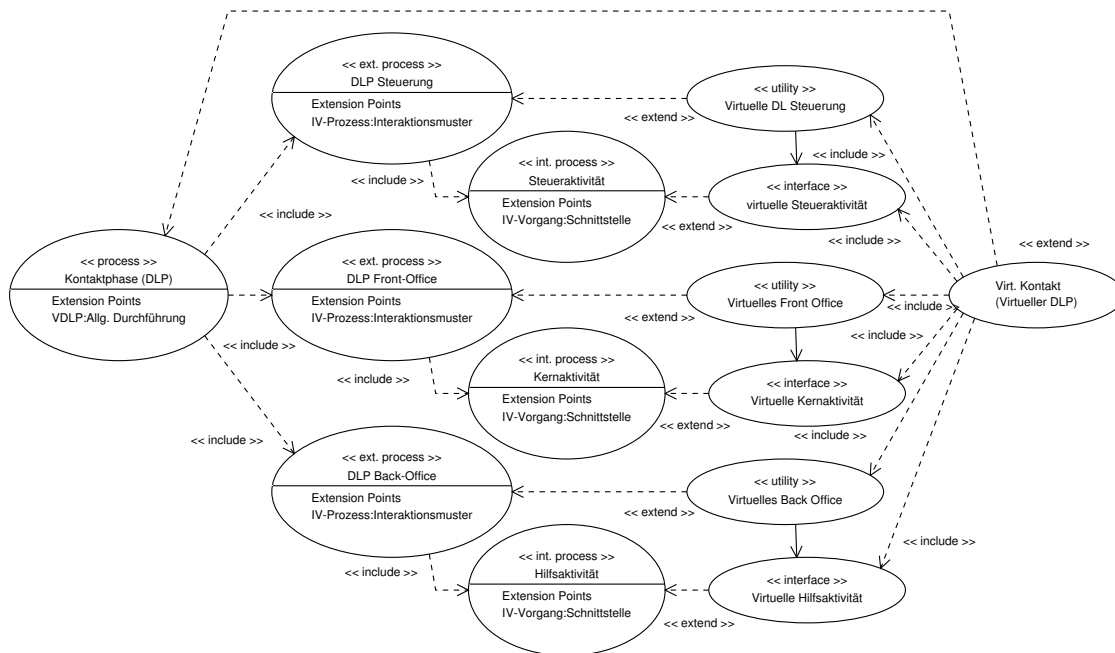 << ext. process >>
DLP Steuerung
Extension Points
IV-Prozess:Interaktionsmuster
<< utility >>
Virtuelle DL Steuerung
<< extend >>
<< include >>
<< int. process >>
Steueraktivität
Extension Points
IV-Vorgang:Schnittstelle
<< include >>
<< interface >>
virtuelle Steueraktivität
<< extend >>
<< include >>
<< include >>
<< extend >>
<< process >>
Kontaktphase (DLP)
Extension Points
VDLP:Allg. Durchführung
<< ext. process >>
DLP Front-Office
Extension Points
IV-Prozess:Interaktionsmuster
<< utility >>
Virtuelles Front Office
<< extend >>
<< include >>
Virt. Kontakt
(Virtueller DLP)
<< include >>
<< include >>
<< int. process >>
Kernaktivität
Extension Points
IV-Vorgang:Schnittstelle
<< interface >>
Virtuelle Kernaktivität
<< extend >>
<< include >>
<< include >>
<< ext. process >>
DLP Back-Office
Extension Points
IV-Prozess:Interaktionsmuster
<< utility >>
Virtuelles Back Office
<< extend >>
<< include >>
<< include >>
<< int. process >>
Hilfsaktivität
Extension Points
IV-Vorgang:Schnittstelle
<< interface >>
Virtuelle Hilfsaktivität
<< extend >>